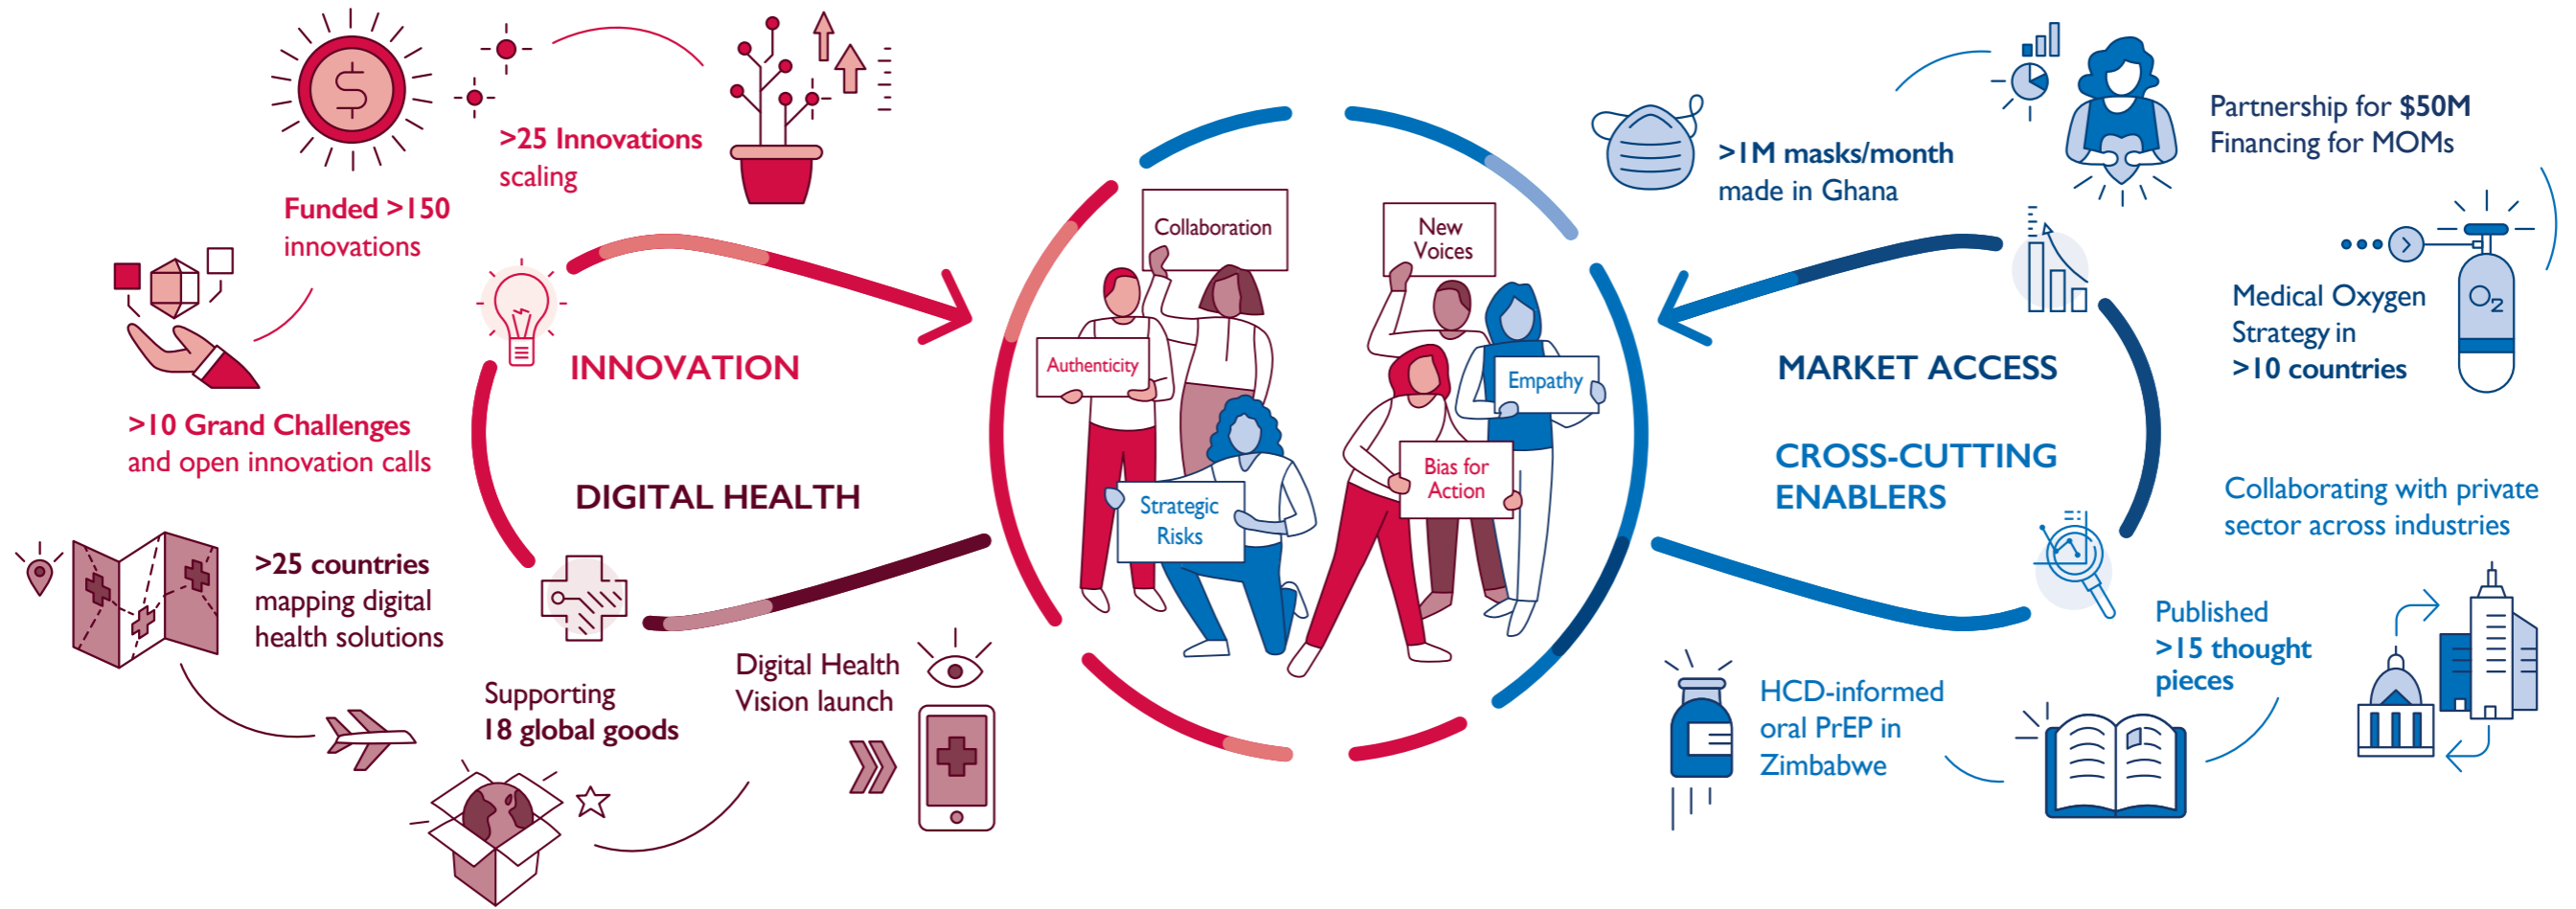 >10 Grand Challenges
and open innovation calls
Funded >150
innovations
>25 Innovations
scaling
INNOVATION
DIGITAL HEALTH
>25 countries
mapping digital
health solutions
Supporting
18 global goods
Digital Health
Vision launch
Collaboration
New
Voices
Authenticity
Empathy
Strategic
Risks
Bias for
Action
>1M masks/month
made in Ghana
Partnership for $50M
Financing for MOMs
Medical Oxygen
Strategy in
>10 countries
O2
$
MARKET ACCESS
CROSS-CUTTING
ENABLERS
Collaborating with private
sector across industries
Published
>15 thought
pieces
HCD-informed
oral PrEP in
Zimbabwe